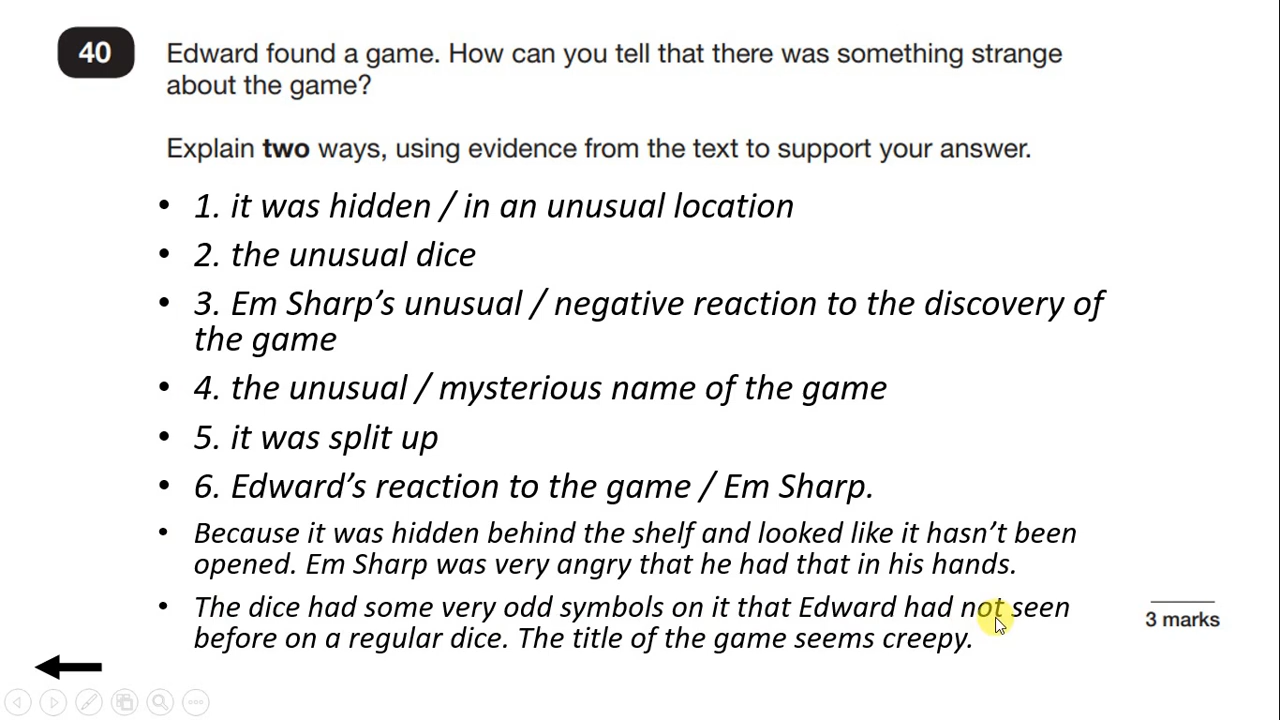 40
Edward found a game. How can you tell that there was something strange
about the game?
Explain two ways, using evidence from the text to support your answer.
• 1. it was hidden / in an unusual location
• 2. the unusual dice
• 3. Em Sharp’s unusual / negative reaction to the discovery of
the game
• 4. the unusual / mysterious name of the game
• 5. it was split up
• 6. Edward’s reaction to the game / Em Sharp.
• Because it was hidden behind the shelf and looked like it hasn’t been
opened. Em Sharp was very angry that he had that in his hands.
• The dice had some very odd symbols on it that Edward had not seen
before on a regular dice. The title of the game seems creepy.
3 marks